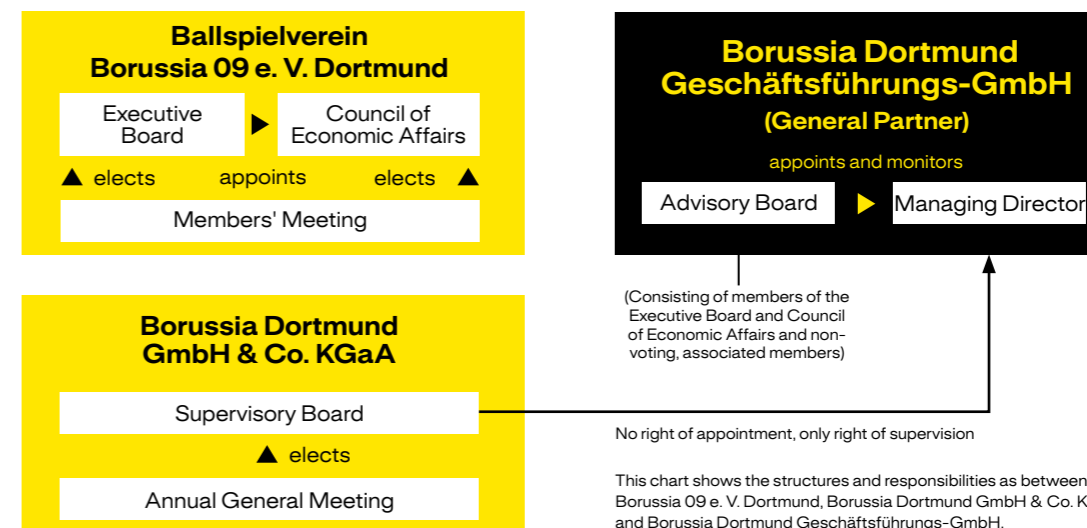 Ballspielverein
Borussia 09 e. V. Dortmund
Executive
Board
Council of
Economic Affairs
elects
appoints
elects
Members' Meeting
Borussia Dortmund
Geschäftsführungs-GmbH
(General Partner)
appoints and monitors
Advisory Board
Managing Director
(Consisting of members of the
Executive Board and Council
of Economic Affairs and non-
voting, associated members)
Borussia Dortmund
GmbH & Co. KGaA
Supervisory Board
elects
Annual General Meeting
No right of appointment, only right of supervision
This chart shows the structures and responsibilities as between
Borussia 09 e. V. Dortmund, Borussia Dortmund GmbH & Co. K
and Borussia Dortmund Geschäftsführungs-GmbH.